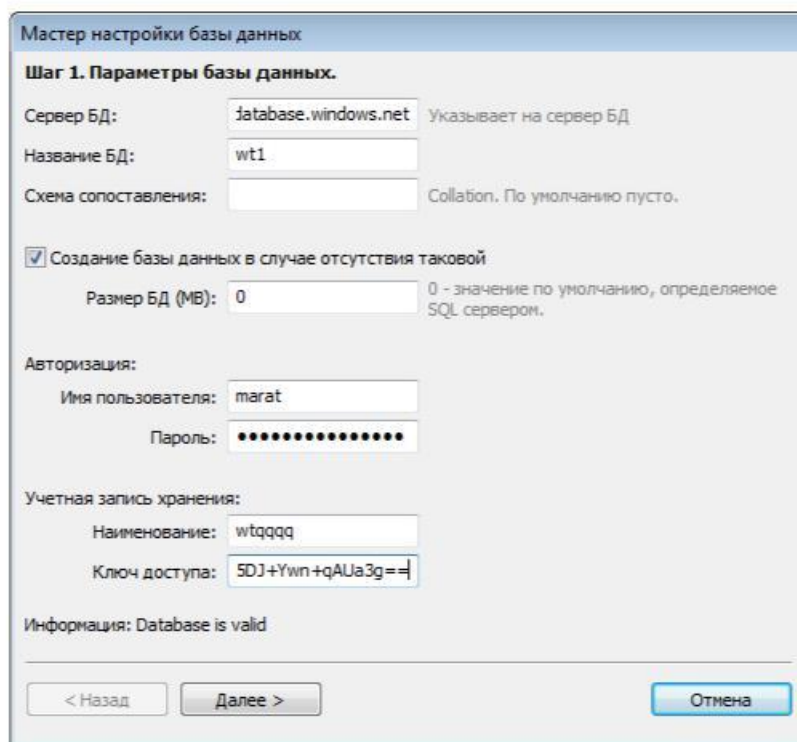 Мастер настройки базы данных
Шаг 1. Параметры базы данных.
Сервер БД: database.windows.net Указывает на сервер БД
Название БД: wt1
Схема сопоставления: Collation. По умолчанию пусто.
Создание базы данных в случае отсутствия таковой
Размер БД (MB): 0 0 - значение по умолчанию, определяемое
SQL сервером.
Авторизация:
Имя пользователя: marat
Пароль: ●●●●●●●●●●●●●●●
Учетная запись хранения:
Наименование: wtqqqq
Ключ доступа: 5DJ+Ywn+qAUa3g==
Информация: Database is valid
< Назад Далее > Отмена